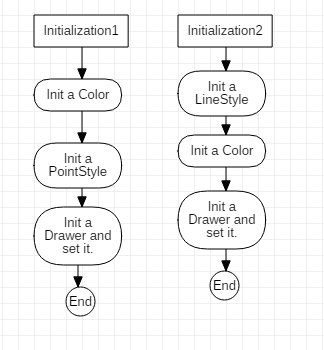 Initialization1
Init a Color
Init a
PointStyle
Init a
Drawer and
set it.
End
Initialization2
Init a
LineStyle
Init a Color
Init a
Drawer and
set it.
End